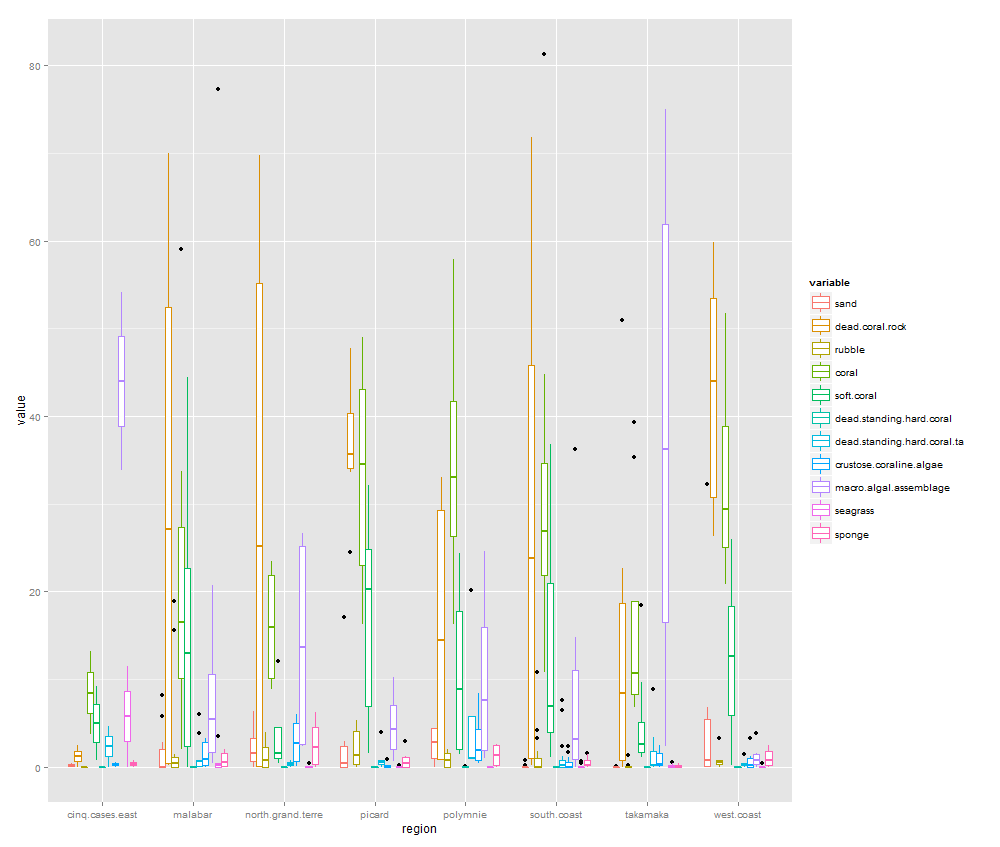 80
60
40
20
0
value
cinq.cases.east malabar north.grand.terre picard polymnie south.coast takamaka west.coast
region
variable
sand
dead.coral.rock
rubble
coral
soft.coral
dead.standing.hard.coral
dead.standing.hard.coral.ta
crustose.coraline.algae
macro.algal.assemblage
seagrass
sponge